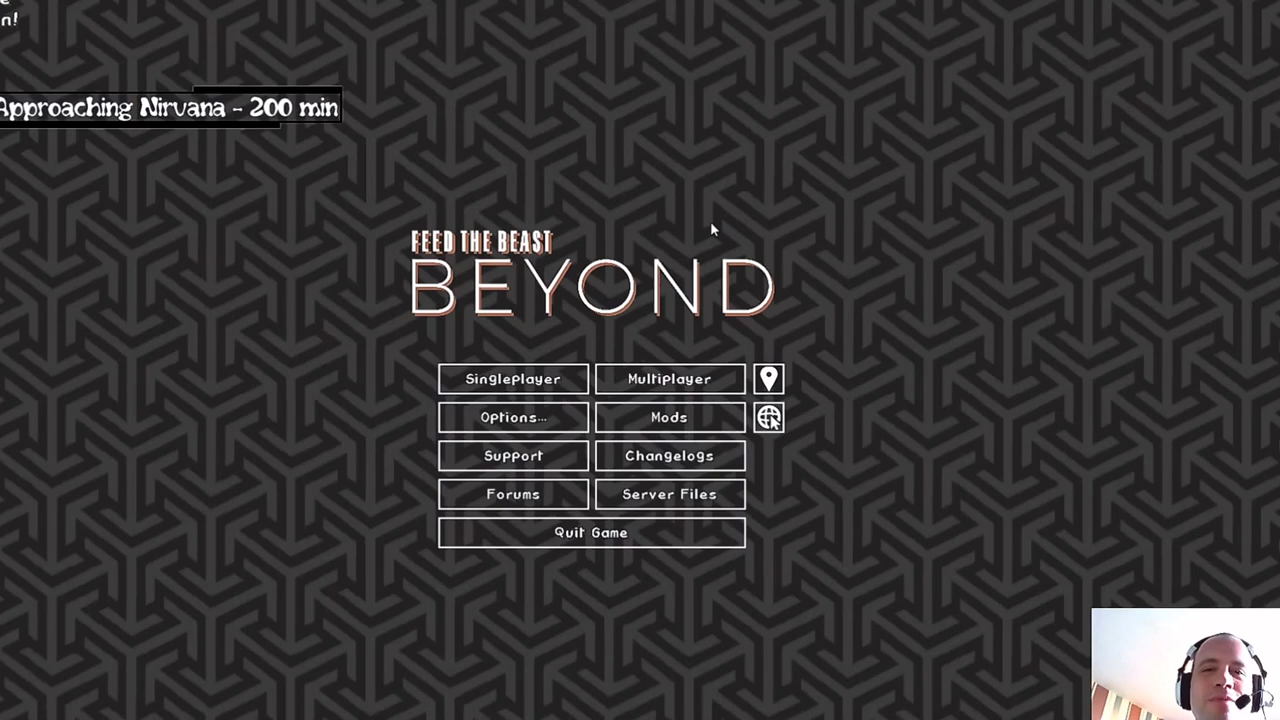 n!
Approaching Nirvana - 200 min
FEED THE BEAST
BEYOND
Singleplayer
Multiplayer
Options...
Mods
Support
Changelogs
Forums
Server Files
Quit Game